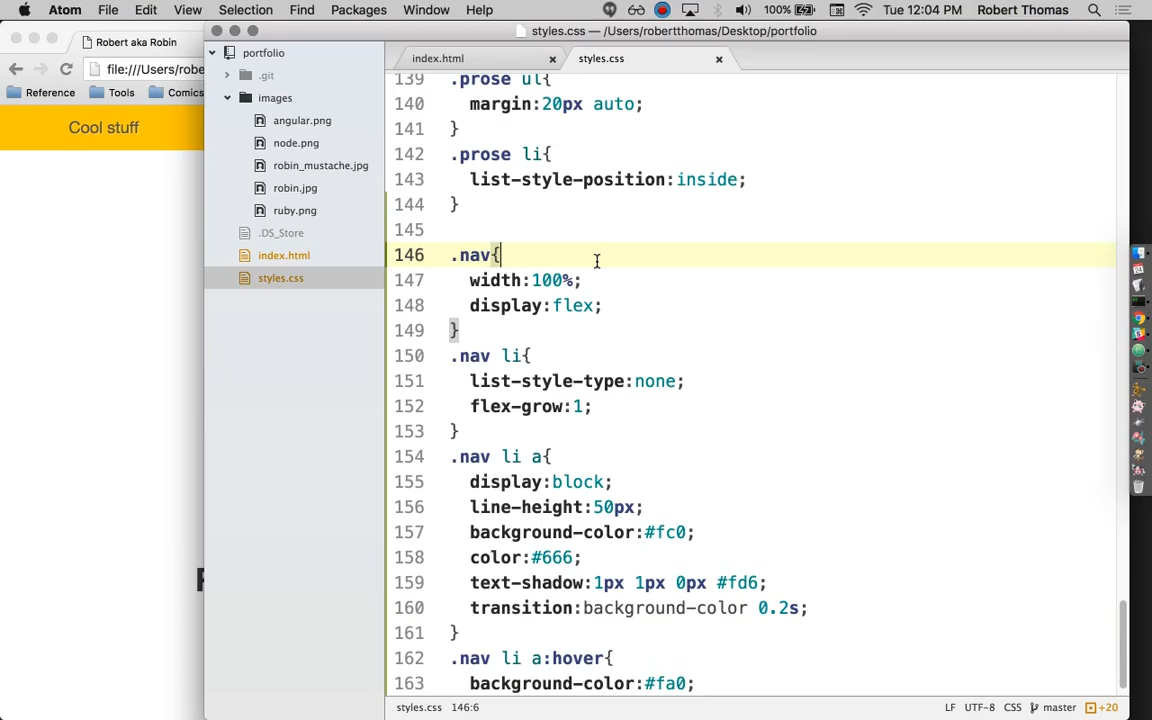 Atom File Edit View Selection Find Packages Window Help 100% Tue 12:04 PM Robert Thomas
styles.css — /Users/robertthomas/Desktop/portfolio
Robert aka Robin
file:///Users/robe
Reference Tools Comics
Cool stuff
portfolio
.git
images
angular.png
node.png
robin_mustache.jpg
robin.jpg
ruby.png
.DS_Store
index.html
styles.css
index.html styles.css
139 .prose ul{
140 margin:20px auto;
141 }
142 .prose li{
143 list-style-position:inside;
144 }
145
146 .nav{
147 width:100%;
148 display:flex;
149 }
150 .nav li{
151 list-style-type:none;
152 flex-grow:1;
153 }
154 .nav li a{
155 display:block;
156 line-height:50px;
157 background-color:#fc0;
158 color:#666;
159 text-shadow:1px 1px 0px #fd6;
160 transition:background-color 0.2s;
161 }
162 .nav li a:hover{
163 background-color:#fa0;
styles.css 146:6 LF UTF-8 CSS master +20